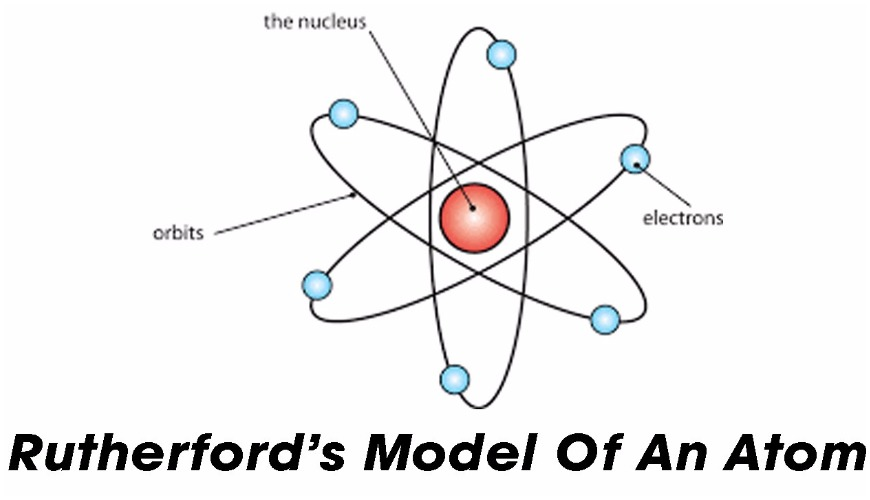 the nucleus
orbits
electrons
Rutherford's Model Of An Atom